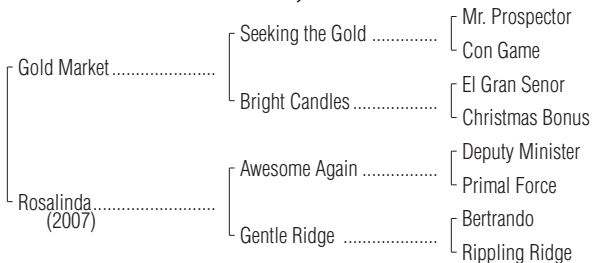 Mr. Prospector
Seeking the Gold ..............
Con Game
Gold Market......................
El Gran Senor
Bright Candles ..................
Christmas Bonus
Deputy Minister
Awesome Again ................
Primal Force
Rosalinda..........................
(2007)
Bertrando
Gentle Ridge ....................
Rippling Ridge